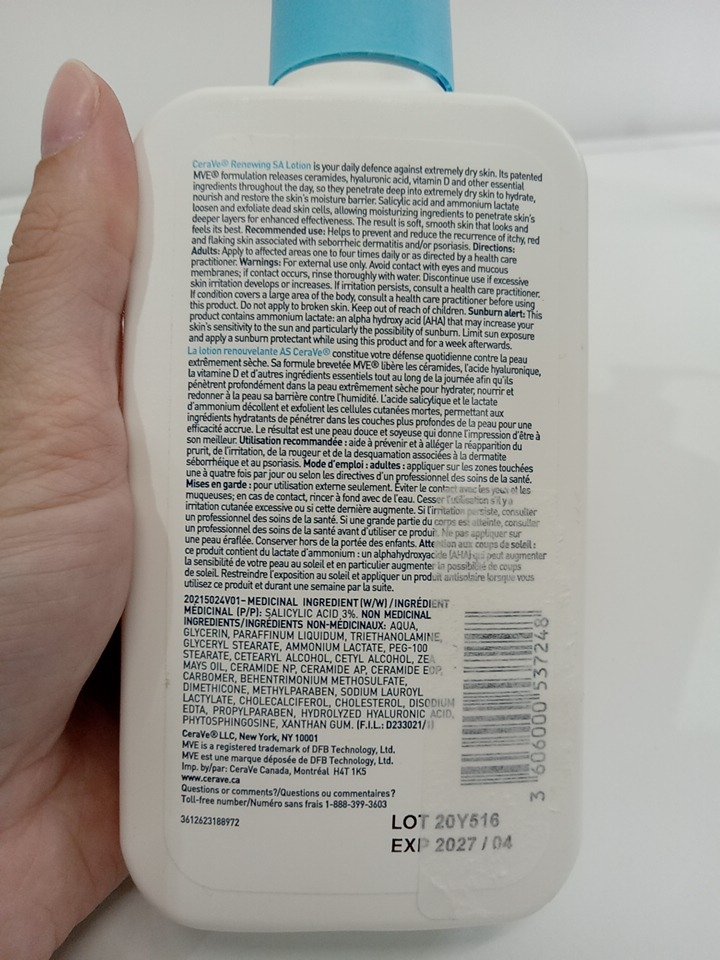 CeraVe® Renewing SA Lotion is your daily defence against extremely dry skin. Its patented
MVE® formulation releases ceramides, hyaluronic acid, vitamin D and other essential
ingredients throughout the day, so they penetrate deep into extremely dry skin to hydrate,
nourish and restore the skin's moisture barrier. Salicylic acid and ammonium lactate
loosen and exfoliate dead skin cells, allowing moisturizing ingredients to penetrate skin's
deeper layers for enhanced effectiveness. The result is soft, smooth skin that looks and
feels its best. Recommended use: Helps to prevent and reduce the recurrence of itchy, red
and flaking skin associated with seborrheic dermatitis and/or psoriasis. Directions:
Adults: Apply to affected areas one to four times daily or as directed by a health care
practitioner. Warnings: For external use only. Avoid contact with eyes and mucous
membranes; if contact occurs, rinse thoroughly with water. Discontinue use if excessive
skin irritation develops or increases. If irritation persists, consult a health care practitioner.
If condition covers a large area of the body, consult a health care practitioner before using
this product. Do not apply to broken skin. Keep out of reach of children. Sunburn alert: This
product contains ammonium lactate: an alpha hydroxy acid (AHA) that may increase your
skin's sensitivity to the sun and particularly the possibility of sunburn. Limit sun exposure
and apply a sunburn protectant while using this product and for a week afterwards.
La lotion renouvelante AS CeraVe® constitue votre défense quotidienne contre la peau
extrêmement sèche. Sa formule brevetée MVE® libère les céramides, l'acide hyaluronique,
la vitamine D et d'autres ingrédients essentiels tout au long de la journée afin qu'ils
pénètrent profondément dans la peau extrêmement sèche pour hydrater, nourrir et
redonner à la peau sa barrière contre l'humidité. L'acide salicylique et le lactate
d'ammonium décollent et exfolient les cellules cutanées mortes, permettant aux
ingrédients hydratants de pénétrer dans les couches plus profondes de la peau pour une
efficacité accrue. Le résultat est une peau douce et soyeuse qui donne l'impression d'être à
son meilleur. Utilisation recommandée : aide à prévenir et à alléger la réapparition du
prurit, de l'irritation, de la rougeur et de la desquamation associées à la dermatite
séborrhéique et au psoriasis. Mode d'emploi : adultes : appliquer sur les zones touchées
une à quatre fois par jour ou selon les directives d'un professionnel des soins de la santé.
Mises en garde : pour utilisation externe seulement. Éviter le contact avec les yeux et les
muqueuses; en cas de contact, rincer à fond avec de l'eau. Cesser l'utilisation s'il y a
irritation cutanée excessive ou si cette dernière augmente. Si l'irritation persiste, consulter
un professionnel des soins de la santé. Si une grande partie du corps est atteinte, consulter
un professionnel des soins de la santé avant d'utiliser ce produit. Ne pas appliquer sur
une peau éraflée. Conserver hors de la portée des enfants. Attention aux coups de soleil :
ce produit contient du lactate d'ammonium : un alphahydroxyacide (AHA) qui peut augmenter
la sensibilité de votre peau au soleil et en particulier augmenter la possibilité de coups
de soleil. Restreindre l'exposition au soleil et appliquer un produit antisolaire lorsque vous
utilisez ce produit et durant une semaine par la suite.
20215024V01 – MEDICINAL INGREDIENT (W/W) / INGRÉDIENT
MÉDICINAL (P/P): SALICYLIC ACID 3%. NON MEDICINAL
INGREDIENTS/INGRÉDIENTS NON-MÉDICINAUX: AQUA,
GLYCERIN, PARAFFINUM LIQUIDUM, TRIETHANOLAMINE,
GLYCERYL STEARATE, AMMONIUM LACTATE, PEG-100
STEARATE, CETEARYL ALCOHOL, CETYL ALCOHOL, ZEA
MAYS OIL, CERAMIDE NP, CERAMIDE AP, CERAMIDE EOP,
CARBOMER, BEHENTRIMONIUM METHOSULFATE,
DIMETHICONE, METHYLPARABEN, SODIUM LAUROYL
LACTYLATE, CHOLECALCIFEROL, CHOLESTEROL, DISODIUM
EDTA, PROPYLPARABEN, HYDROLYZED HYALURONIC ACID,
PHYTOSPHINGOSINE, XANTHAN GUM. (F.I.L.: D233021/
CeraVe® LLC, New York, NY 10001
MVE is a registered trademark of DFB Technology, Ltd.
MVE est une marque déposée de DFB Technology, Ltd.
Imp. by/par: CeraVe Canada, Montréal H4T 1K5
www.cerave.ca
Questions or comments?/Questions ou commentaires?
Toll-free number/Numéro sans frais 1-888-399-3603
3612623188972
3 606000 537248
LOT 20Y516
EXP 2027 / 04